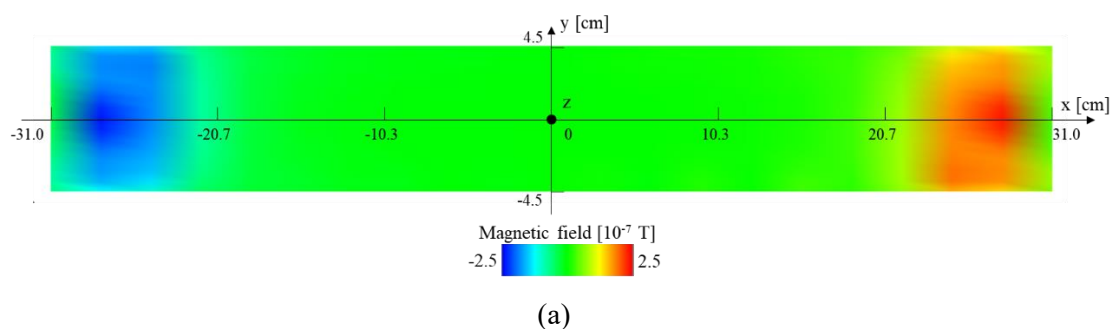 y [cm]
4.5
z
x [cm]
-31.0 -20.7 -10.3 0 10.3 20.7 31.0
-4.5
Magnetic field [10⁻⁷ T]
-2.5 2.5
(a)